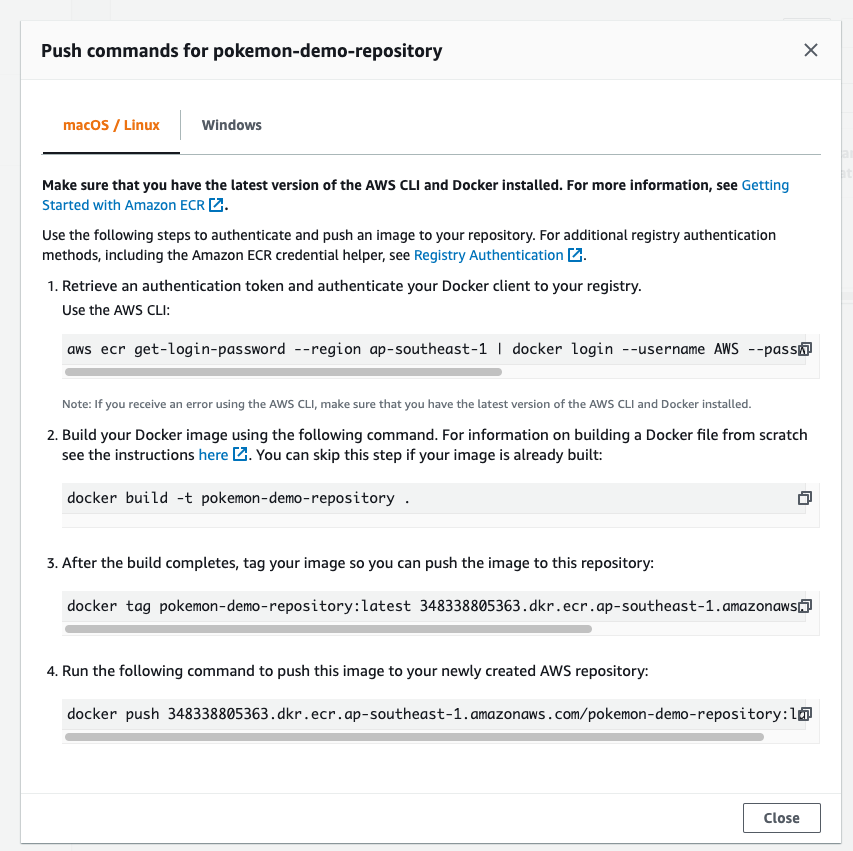 Push commands for pokemon-demo-repository
macOS / Linux
Windows
Make sure that you have the latest version of the AWS CLI and Docker installed. For more information, see Getting
Started with Amazon ECR.
Use the following steps to authenticate and push an image to your repository. For additional registry authentication
methods, including the Amazon ECR credential helper, see Registry Authentication.
1. Retrieve an authentication token and authenticate your Docker client to your registry.
Use the AWS CLI:
aws ecr get-login-password --region ap-southeast-1 | docker login --username AWS --pass
Note: If you receive an error using the AWS CLI, make sure that you have the latest version of the AWS CLI and Docker installed.
2. Build your Docker image using the following command. For information on building a Docker file from scratch
see the instructions here. You can skip this step if your image is already built:
docker build -t pokemon-demo-repository .
3. After the build completes, tag your image so you can push the image to this repository:
docker tag pokemon-demo-repository:latest 348338805363.dkr.ecr.ap-southeast-1.amazonaws.
4. Run the following command to push this image to your newly created AWS repository:
docker push 348338805363.dkr.ecr.ap-southeast-1.amazonaws.com/pokemon-demo-repository:l
Close